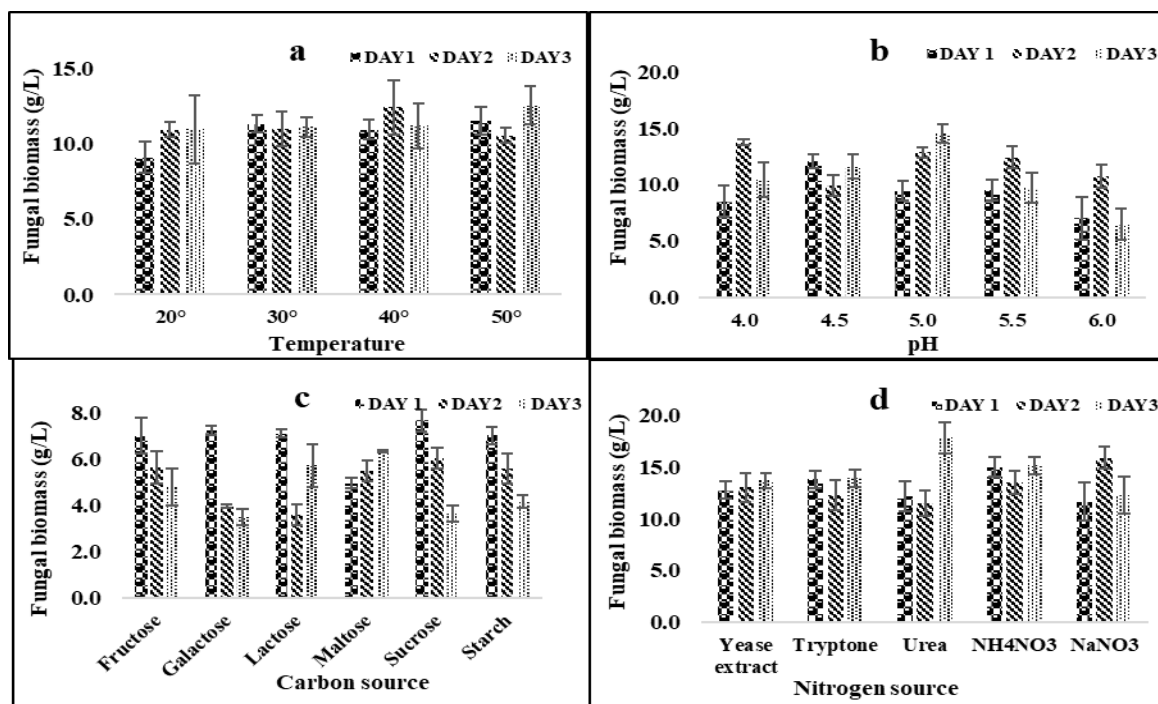 a
DAY1 DAY2 DAY3
Fungal biomass (g/L)
15.0
10.0
5.0
0.0
20° 30° 40° 50°
Temperature
b
DAY 1 DAY2 DAY3
Fungal biomass (g/L)
20.0
15.0
10.0
5.0
0.0
4.0 4.5 5.0 5.5 6.0
pH
c
DAY 1 DAY2 DAY3
Fungal biomass (g/L)
8.0
6.0
4.0
2.0
0.0
Fructose Galactose Lactose Maltose Sucrose Starch
Carbon source
d
DAY 1 DAY2 DAY3
Fungal biomass (g/L)
20.0
15.0
10.0
5.0
0.0
Yease extract Tryptone Urea NH4NO3 NaNO3
Nitrogen source